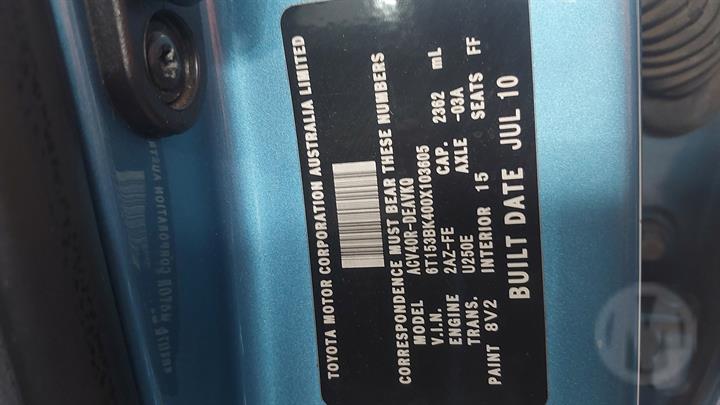 TOYOTA MOTOR CORPORATION AUSTRALIA LIMITED
CORRESPONDENCE MUST BEAR THESE NUMBERS
MODEL ACV40R-DEAVKQ
V.I.N. 6T153BK400X103605
ENGINE 2AZ-FE CAP. 2362 mL
TRANS. U250E AXLE -03A
PAINT 8V2 INTERIOR 15 SEATS FF
BUILT DATE JUL 10